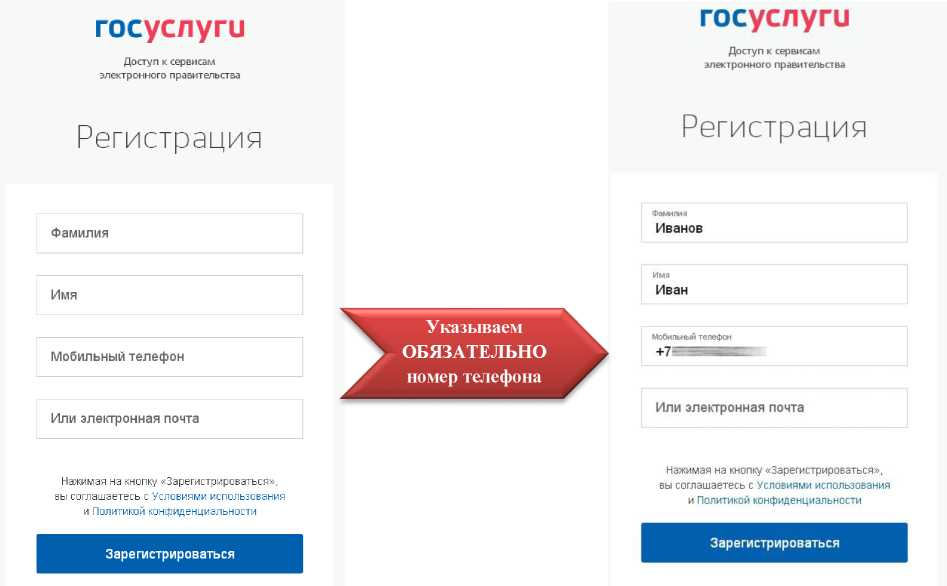 госуслуги
Доступ к сервисам
электронного правительства
Регистрация
Фамилия
Имя
Мобильный телефон
Или электронная почта
Нажимая на кнопку «Зарегистрироваться»,
вы соглашаетесь с Условиями использования
и Политикой конфиденциальности
Зарегистрироваться
Указываем
ОБЯЗАТЕЛЬНО
номер телефона
госуслуги
Доступ к сервисам
электронного правительства
Регистрация
Фамилия
Иванов
Имя
Иван
Мобильный телефон
+7
Или электронная почта
Нажимая на кнопку «Зарегистрироваться»,
вы соглашаетесь с Условиями использования
и Политикой конфиденциальности
Зарегистрироваться